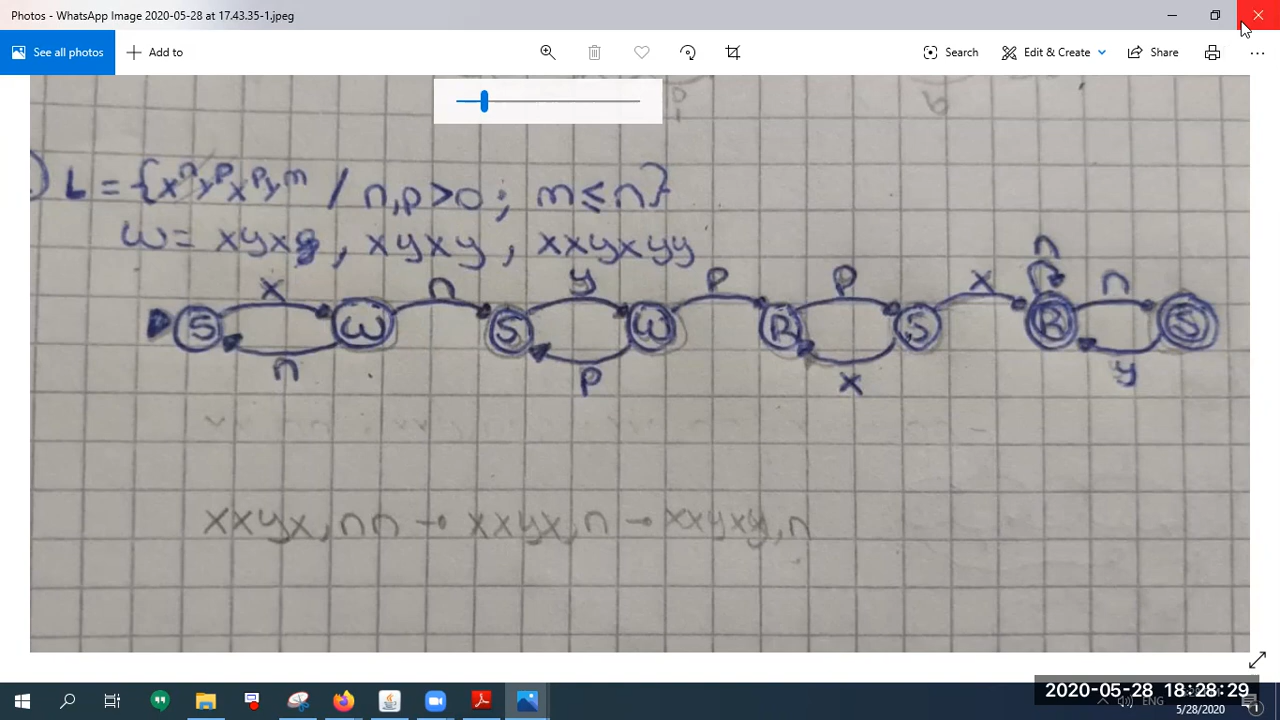 Photos - WhatsApp Image 2020-05-28 at 17.43.35-1.jpeg
See all photos Add to Search Edit & Create Share
b
) L = {xⁿyᵖxᵖyᵐ / n,p>0; m≤n}
w = xyxy, xyxy, xxyxyy
x n y p p x n n
S W S W R S R S
n p x y
xxyx,nn → xxyx,n → xxyxy,n
2020-05-28 18:28:29
ENG
5/28/2020